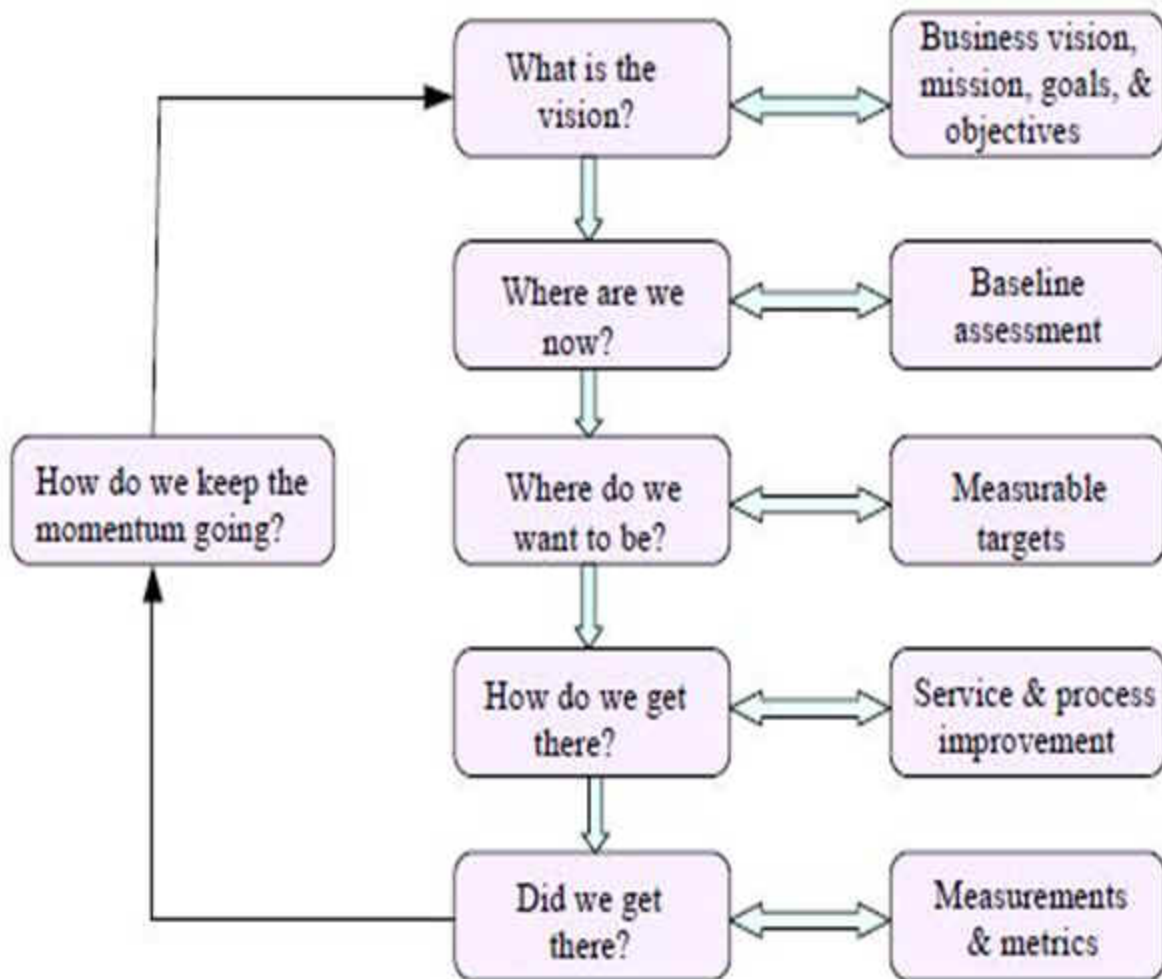 What is the
vision?
Business vision,
mission, goals, &
objectives
Where are we
now?
Baseline
assessment
How do we keep the
momentum going?
Where do we
want to be?
Measurable
targets
How do we get
there?
Service & process
improvement
Did we get
there?
Measurements
& metrics